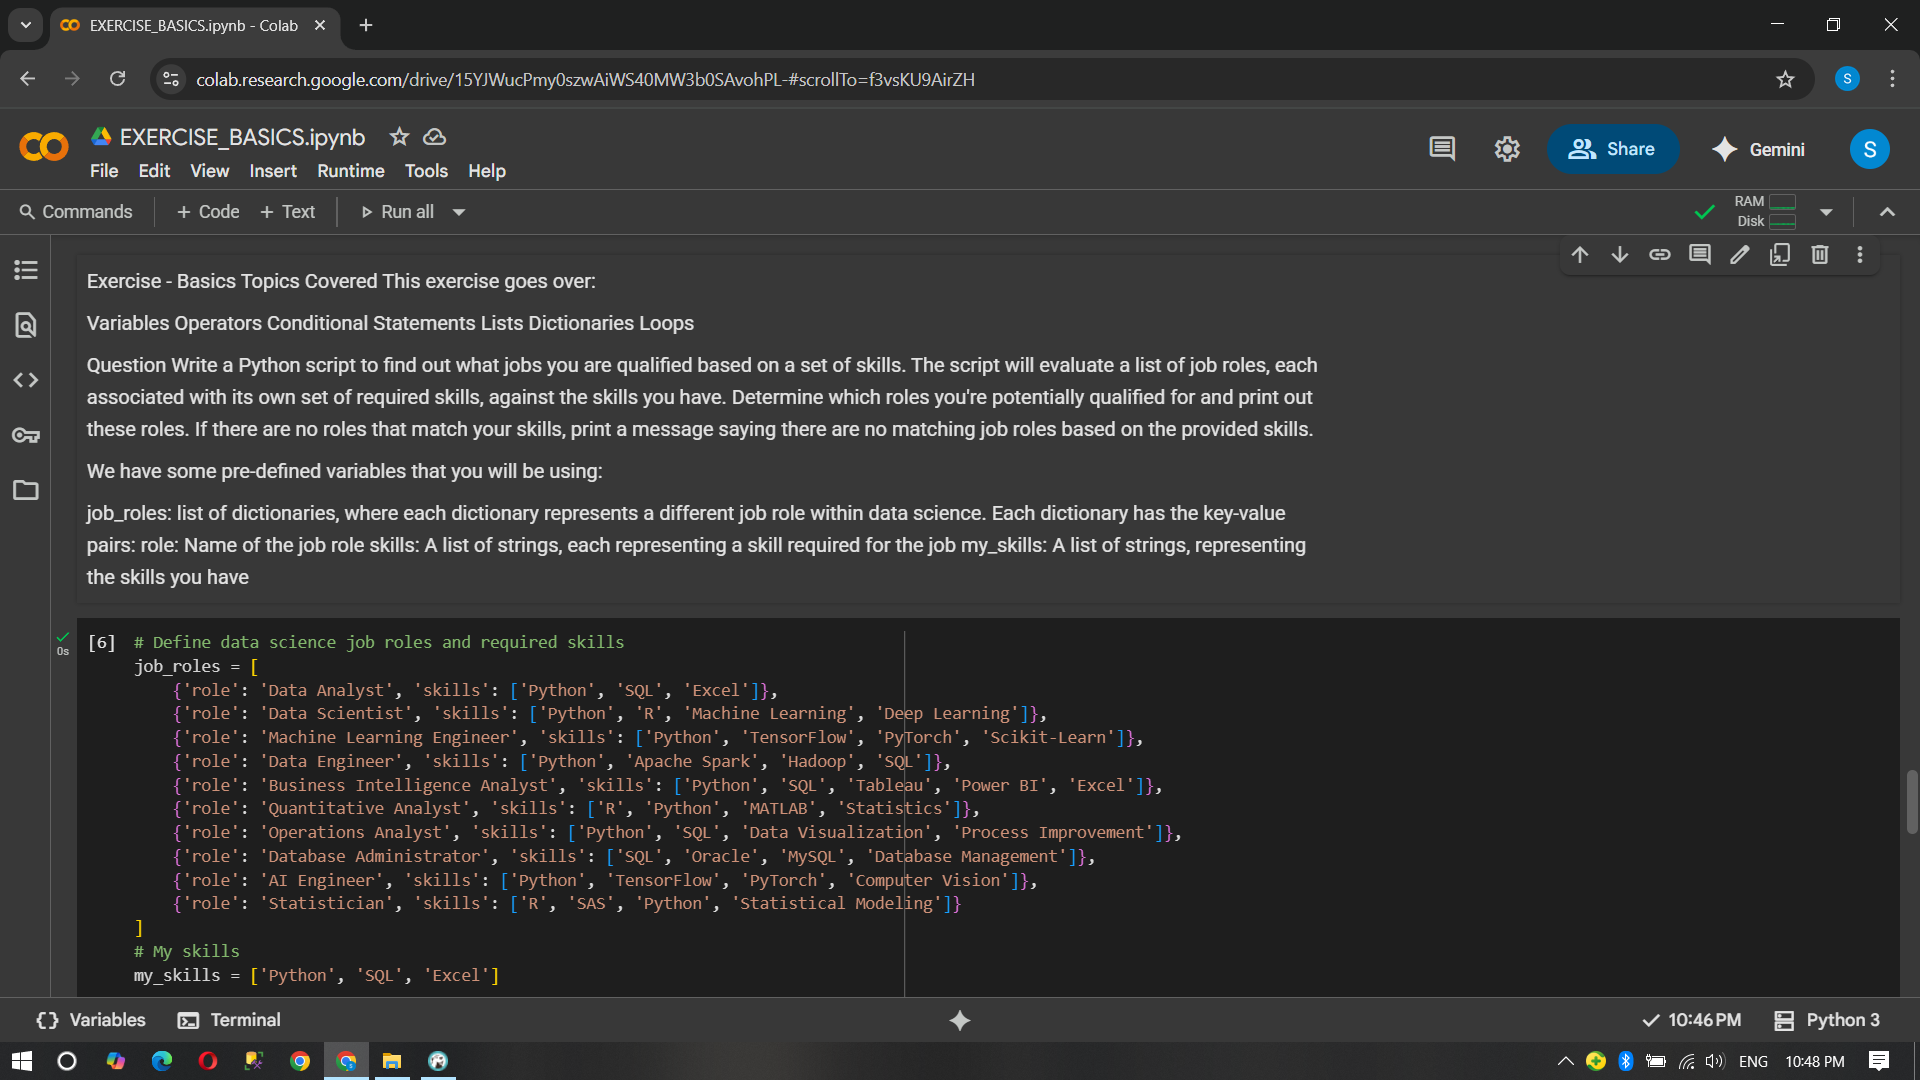 EXERCISE_BASICS.ipynb - Colab
colab.research.google.com/drive/15YJWucPmy0szwAiWS40MW3b0SAvohPL-#scrollTo=f3vsKU9AirZH
S
EXERCISE_BASICS.ipynb
File Edit View Insert Runtime Tools Help
Share
Gemini
S
Commands + Code + Text Run all
RAM
Disk
Exercise - Basics Topics Covered This exercise goes over:
Variables Operators Conditional Statements Lists Dictionaries Loops
Question Write a Python script to find out what jobs you are qualified based on a set of skills. The script will evaluate a list of job roles, each
associated with its own set of required skills, against the skills you have. Determine which roles you're potentially qualified for and print out
these roles. If there are no roles that match your skills, print a message saying there are no matching job roles based on the provided skills.
We have some pre-defined variables that you will be using:
job_roles: list of dictionaries, where each dictionary represents a different job role within data science. Each dictionary has the key-value
pairs: role: Name of the job role skills: A list of strings, each representing a skill required for the job my_skills: A list of strings, representing
the skills you have
0s
[6] # Define data science job roles and required skills
job_roles = [
{'role': 'Data Analyst', 'skills': ['Python', 'SQL', 'Excel']},
{'role': 'Data Scientist', 'skills': ['Python', 'R', 'Machine Learning', 'Deep Learning']},
{'role': 'Machine Learning Engineer', 'skills': ['Python', 'TensorFlow', 'PyTorch', 'Scikit-Learn']},
{'role': 'Data Engineer', 'skills': ['Python', 'Apache Spark', 'Hadoop', 'SQL']},
{'role': 'Business Intelligence Analyst', 'skills': ['Python', 'SQL', 'Tableau', 'Power BI', 'Excel']},
{'role': 'Quantitative Analyst', 'skills': ['R', 'Python', 'MATLAB', 'Statistics']},
{'role': 'Operations Analyst', 'skills': ['Python', 'SQL', 'Data Visualization', 'Process Improvement']},
{'role': 'Database Administrator', 'skills': ['SQL', 'Oracle', 'MySQL', 'Database Management']},
{'role': 'AI Engineer', 'skills': ['Python', 'TensorFlow', 'PyTorch', 'Computer Vision']},
{'role': 'Statistician', 'skills': ['R', 'SAS', 'Python', 'Statistical Modeling']}
]
# My skills
my_skills = ['Python', 'SQL', 'Excel']
Variables Terminal
10:46 PM Python 3
ENG 10:48 PM